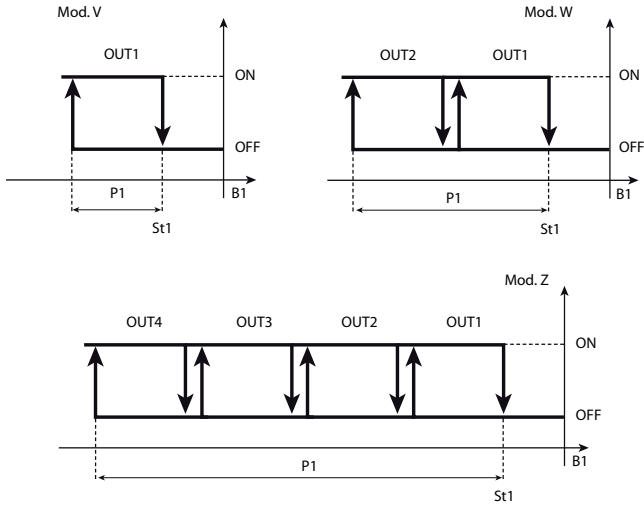 Mod. V
OUT1
ON
OFF
P1
B1
St1
Mod. W
OUT2 OUT1
ON
OFF
P1
B1
St1
Mod. Z
OUT4 OUT3 OUT2 OUT1
ON
OFF
P1
B1
St1